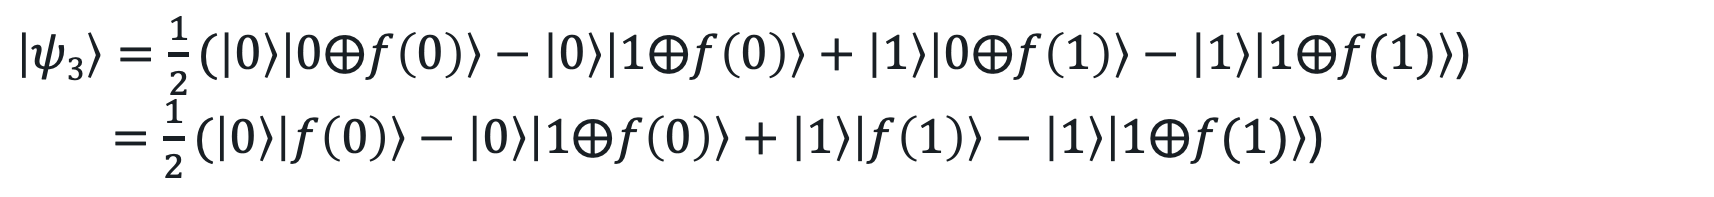 |ψ₃⟩ = ½ (|0⟩|0⊕f(0)⟩ − |0⟩|1⊕f(0)⟩ + |1⟩|0⊕f(1)⟩ − |1⟩|1⊕f(1)⟩)
= ½ (|0⟩|f(0)⟩ − |0⟩|1⊕f(0)⟩ + |1⟩|f(1)⟩ − |1⟩|1⊕f(1)⟩)